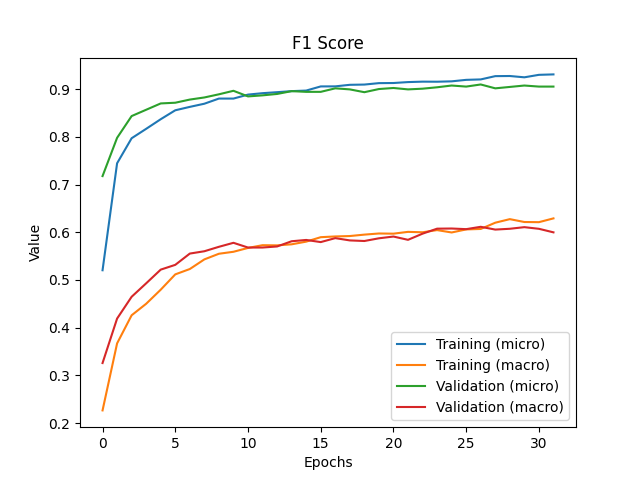 F1 Score
Value
0.9
0.8
0.7
0.6
0.5
0.4
0.3
0.2
0 5 10 15 20 25 30
Epochs
Training (micro)
Training (macro)
Validation (micro)
Validation (macro)